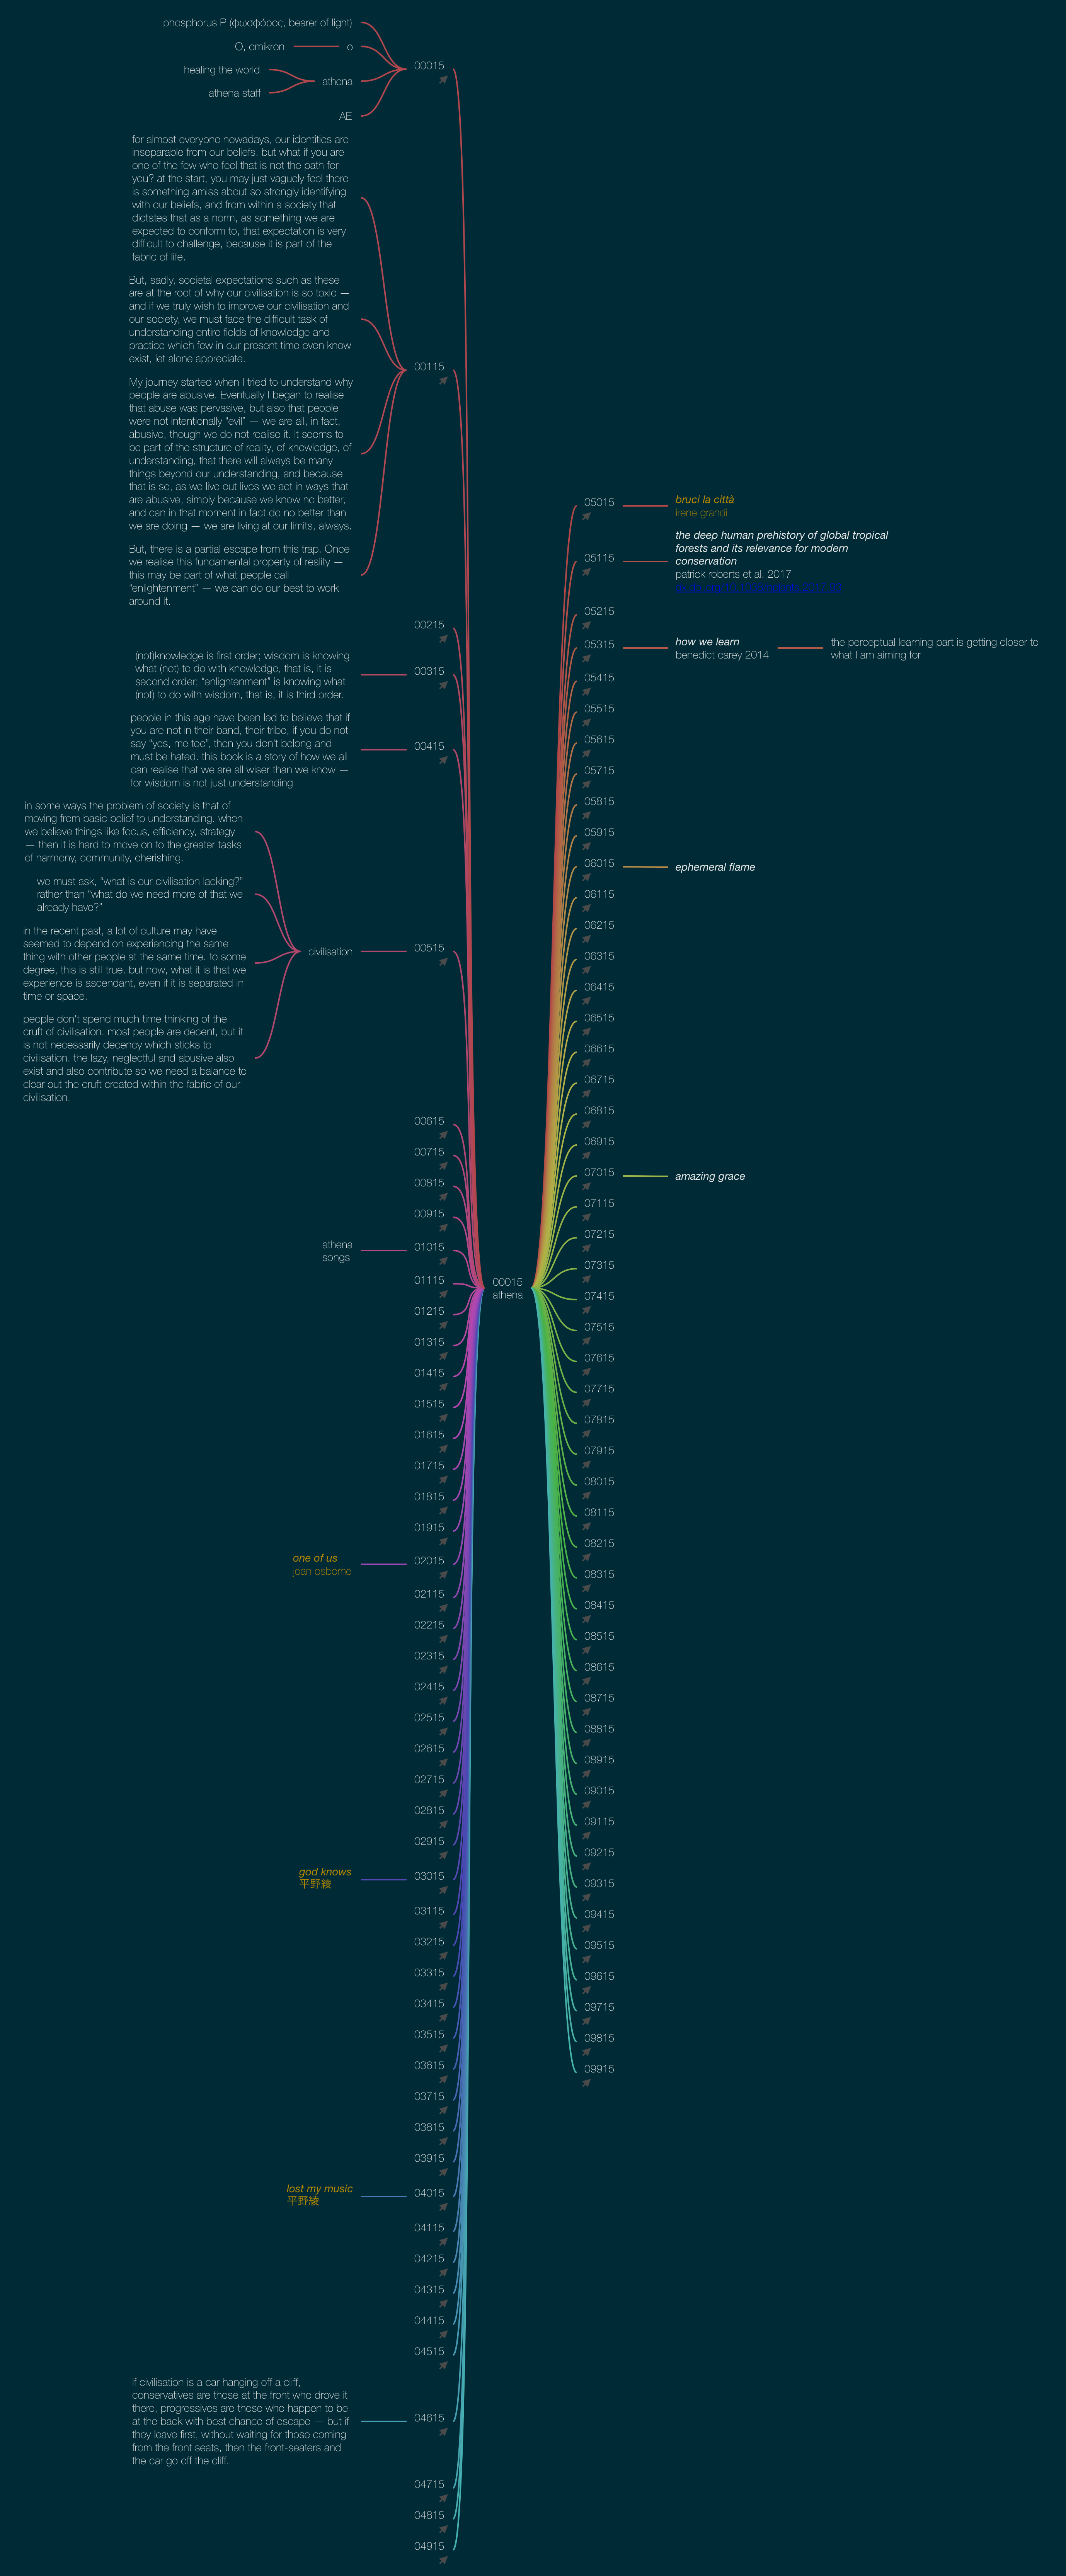 phosphorus P (φωσφόρος, bearer of light)
O, omikron
o
healing the world
athena staff
athena
AE
00015
for almost everyone nowadays, our identities are
inseparable from our beliefs. but what if you are
one of the few who feel that is not the path for
you? at the start, you may just vaguely feel there
is something amiss about so strongly identifying
with our beliefs, and from within a society that
dictates that as a norm, as something we are
expected to conform to, that expectation is very
difficult to challenge, because it is part of the
fabric of life.
But, sadly, societal expectations such as these
are at the root of why our civilisation is so toxic —
and if we truly wish to improve our civilisation and
our society, we must face the difficult task of
understanding entire fields of knowledge and
practice which few in our present time even know
exist, let alone appreciate.
My journey started when I tried to understand why
people are abusive. Eventually I began to realise
that abuse was pervasive, but also that people
were not intentionally “evil” — we are all, in fact,
abusive, though we do not realise it. It seems to
be part of the structure of reality, of knowledge, of
understanding, that there will always be many
things beyond our understanding, and because
that is so, as we live out lives we act in ways that
are abusive, simply because we know no better,
and can in that moment in fact do no better than
we are doing — we are living at our limits, always.
But, there is a partial escape from this trap. Once
we realise this fundamental property of reality —
this may be part of what people call
“enlightenment” — we can do our best to work
around it.
00115
00215
(not)knowledge is first order; wisdom is knowing
what (not) to do with knowledge, that is, it is
second order; “enlightenment” is knowing what
(not) to do with wisdom, that is, it is third order.
00315
people in this age have been led to believe that if
you are not in their band, their tribe, if you do not
say “yes, me too”, then you don’t belong and
must be hated. this book is a story of how we all
can realise that we are all wiser than we know —
for wisdom is not just understanding
00415
in some ways the problem of society is that of
moving from basic belief to understanding. when
we believe things like focus, efficiency, strategy
— then it is hard to move on to the greater tasks
of harmony, community, cherishing.
we must ask, “what is our civilisation lacking?”
rather than “what do we need more of that we
already have?”
in the recent past, a lot of culture may have
seemed to depend on experiencing the same
thing with other people at the same time. to some
degree, this is still true. but now, what it is that we
experience is ascendant, even if it is separated in
time or space.
people don’t spend much time thinking of the
cruft of civilisation. most people are decent, but it
is not necessarily decency which sticks to
civilisation. the lazy, neglectful and abusive also
exist and also contribute so we need a balance to
clear out the cruft created within the fabric of our
civilisation.
civilisation
00515
00615
00715
00815
00915
athena
songs
01015
01115
01215
01315
01415
01515
01615
01715
01815
01915
one of us
joan osborne
02015
02115
02215
02315
02415
02515
02615
02715
02815
02915
god knows
平野綾
03015
03115
03215
03315
03415
03515
03615
03715
03815
03915
lost my music
平野綾
04015
04115
04215
04315
04415
04515
if civilisation is a car hanging off a cliff,
conservatives are those at the front who drove it
there, progressives are those who happen to be
at the back with best chance of escape — but if
they leave first, without waiting for those coming
from the front seats, then the front-seaters and
the car go off the cliff.
04615
04715
04815
04915
00015
athena
05015
bruci la città
irene grandi
05115
the deep human prehistory of global tropical
forests and its relevance for modern
conservation
patrick roberts et al. 2017
05215
05315
how we learn
benedict carey 2014
the perceptual learning part is getting closer to
what I am aiming for
05415
05515
05615
05715
05815
05915
06015
ephemeral flame
06115
06215
06315
06415
06515
06615
06715
06815
06915
07015
amazing grace
07115
07215
07315
07415
07515
07615
07715
07815
07915
08015
08115
08215
08315
08415
08515
08615
08715
08815
08915
09015
09115
09215
09315
09415
09515
09615
09715
09815
09915